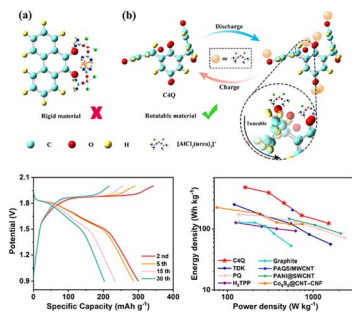 (a)
(b)
Discharge
C4Q
Charge
Rigid material
Rotatable material
Tuneable
C
O
H
[AlCl₂(urea)₂]⁺
Potential (V)
2.1
1.8
1.5
1.2
0.9
2 nd
5 th
15 th
30 th
0 100 200 300 400
Specific Capacity (mAh g⁻¹)
Energy density (Wh kg⁻¹)
100
C4Q
TDK
PQ
H₂TPP
Graphite
PAQS/MWCNT
PANI@SWCNT
Co₉S₈@CNT-CNF
100 1000
Power density (W kg⁻¹)